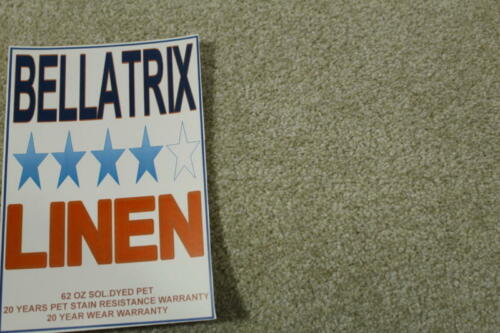 BELLATRIX
LINEN
62 OZ SOL.DYED PET
20 YEARS PET STAIN RESISTANCE WARRANTY
20 YEAR WEAR WARRANTY